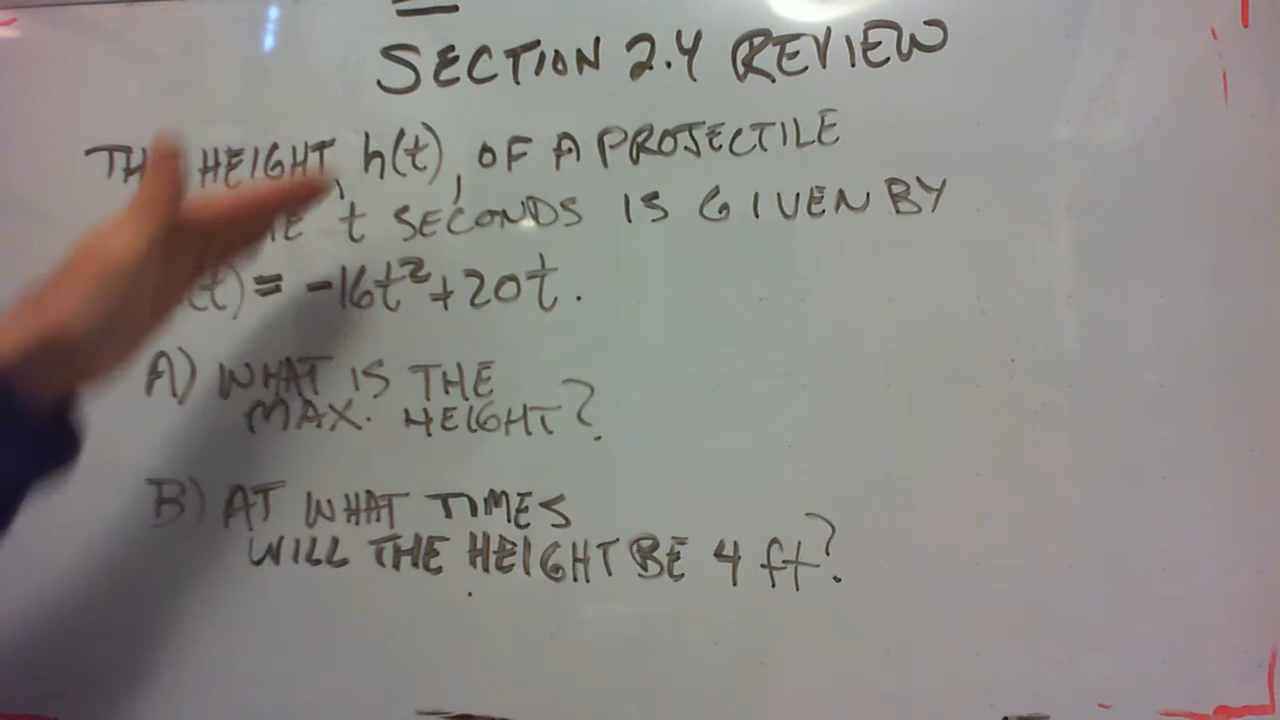 SECTION 2.4 REVIEW
HEIGHT, h(t), OF A PROJECTILE
t SECONDS IS GIVEN BY
(t) = -16t²+20t.
A) WHAT IS THE
MAX. HEIGHT?
B) AT WHAT TIMES
WILL THE HEIGHT BE 4 ft?